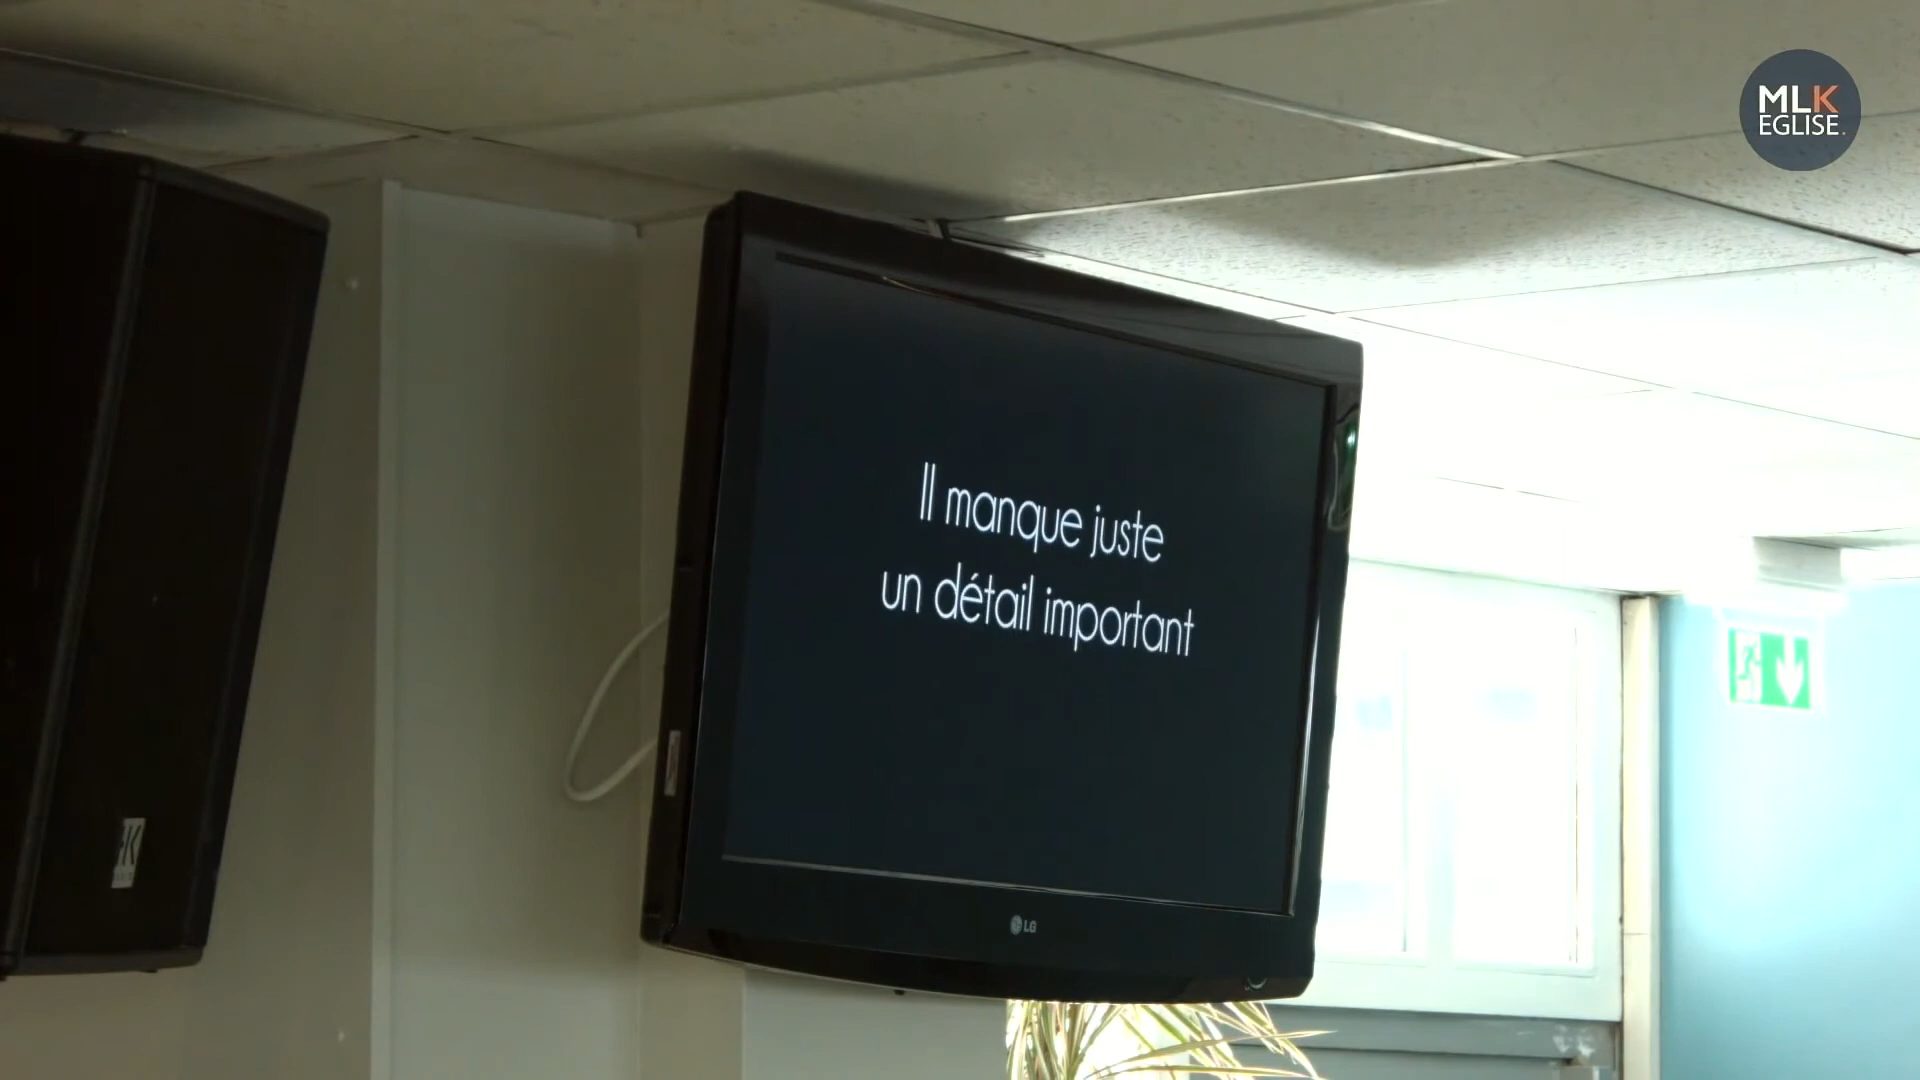 MLK
EGLISE
Il manque juste
un détail important
LG